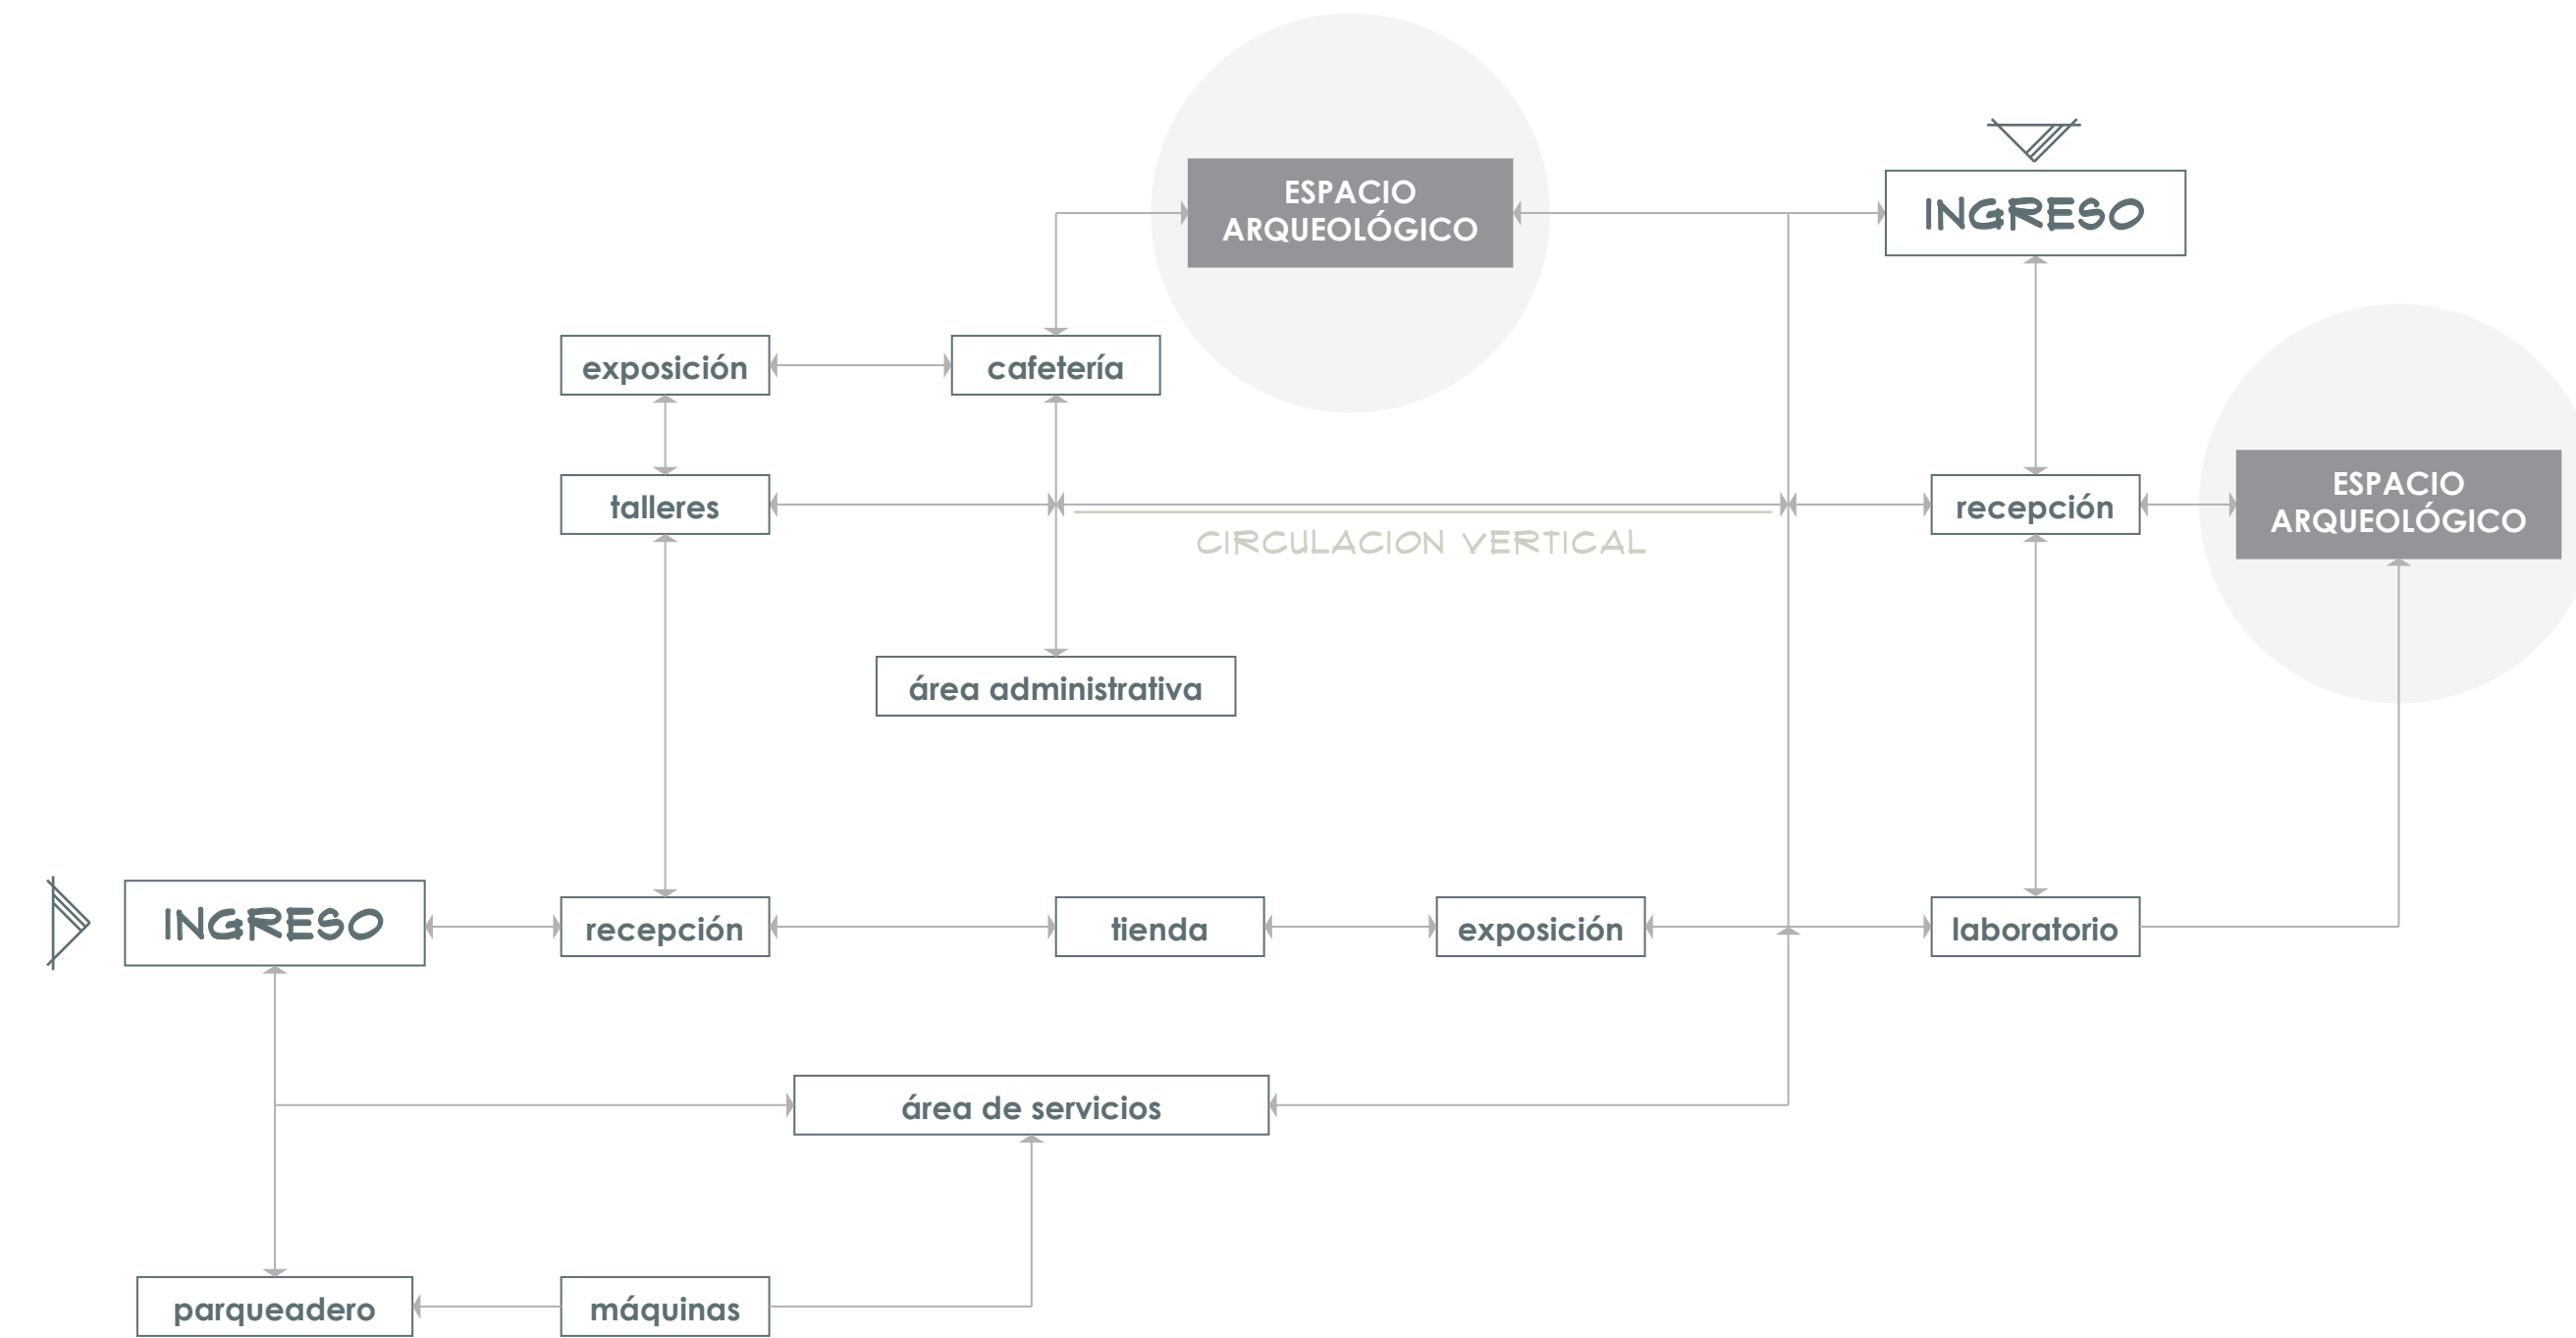 ESPACIO
ARQUEOLÓGICO
INGRESO
exposición
cafetería
talleres
recepción
ESPACIO
ARQUEOLÓGICO
CIRCULACION VERTICAL
área administrativa
INGRESO
recepción
tienda
exposición
laboratorio
área de servicios
parqueadero
máquinas